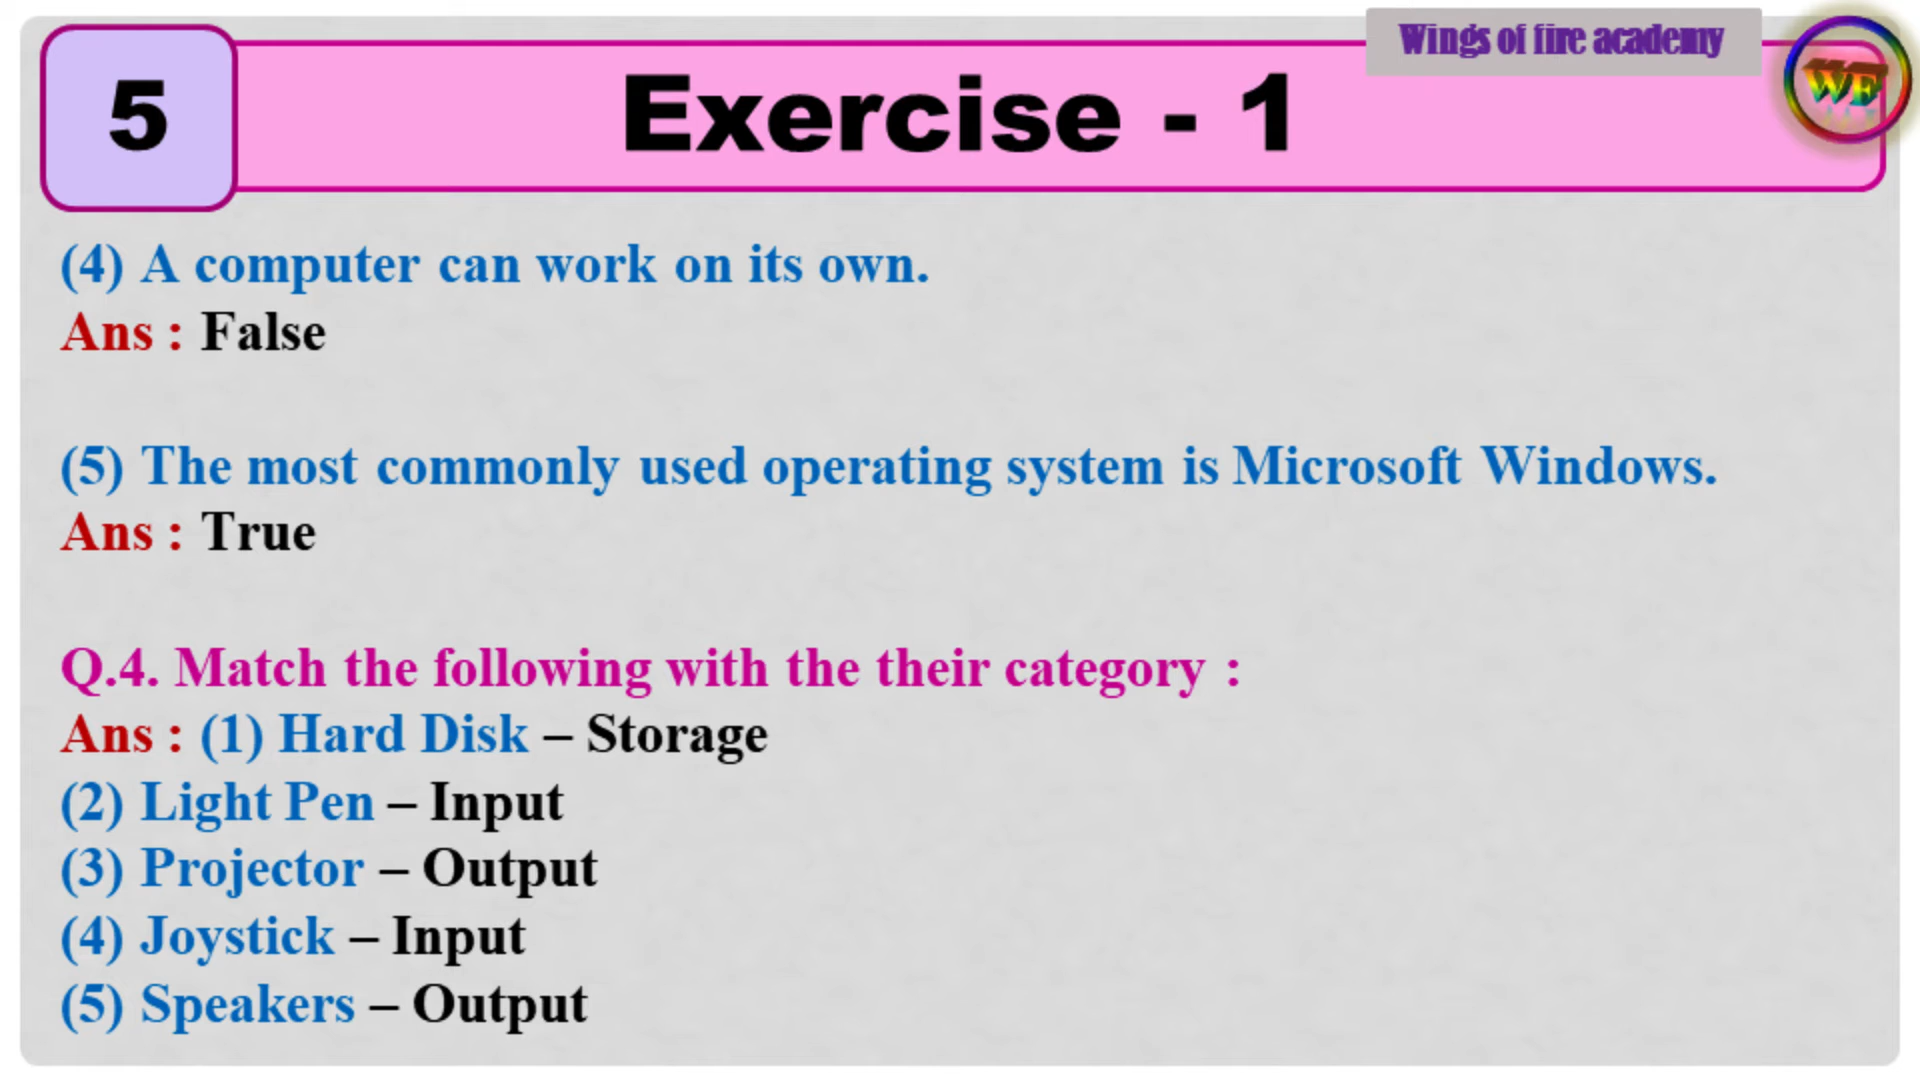 Wings of fire academy
WF
5
Exercise - 1
(4) A computer can work on its own.
Ans : False
(5) The most commonly used operating system is Microsoft Windows.
Ans : True
Q.4. Match the following with the their category :
Ans : (1) Hard Disk – Storage
(2) Light Pen – Input
(3) Projector – Output
(4) Joystick – Input
(5) Speakers – Output